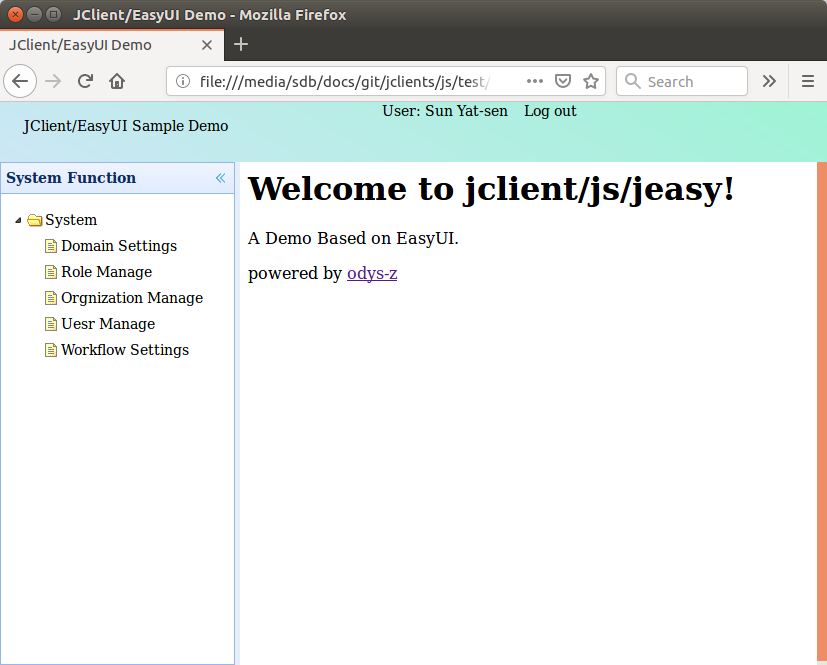 JClient/EasyUI Demo - Mozilla Firefox
JClient/EasyUI Demo
file:///media/sdb/docs/git/jclients/js/test/
Search
JClient/EasyUI Sample Demo
User: Sun Yat-sen Log out
System Function
System
Domain Settings
Role Manage
Orgnization Manage
Uesr Manage
Workflow Settings
Welcome to jclient/js/jeasy!
A Demo Based on EasyUI.
powered by odys-z